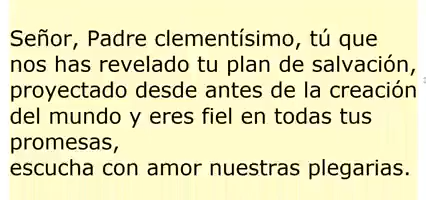 Señor, Padre clementísimo, tú que
nos has revelado tu plan de salvación,
proyectado desde antes de la creación
del mundo y eres fiel en todas tus
promesas,
escucha con amor nuestras plegarias.